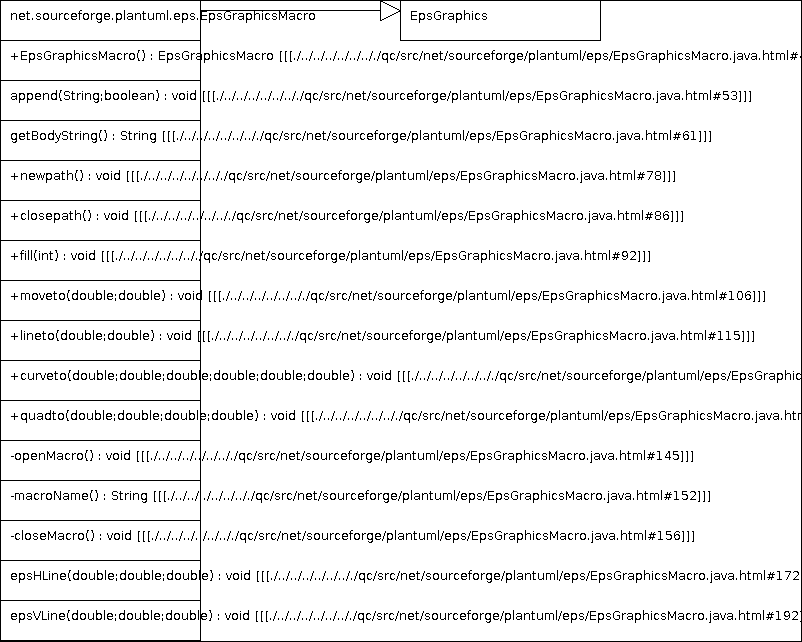 net.sourceforge.plantuml.eps.EpsGraphicsMacro
EpsGraphics
+EpsGraphicsMacro() : EpsGraphicsMacro [[[./../../../../../../../qc/src/net/sourceforge/plantuml/eps/EpsGraphicsMacro.java.html#4
append(String;boolean) : void [[[./../../../../../../../qc/src/net/sourceforge/plantuml/eps/EpsGraphicsMacro.java.html#53]]]
getBodyString() : String [[[./../../../../../../../qc/src/net/sourceforge/plantuml/eps/EpsGraphicsMacro.java.html#61]]]
+newpath() : void [[[./../../../../../../../qc/src/net/sourceforge/plantuml/eps/EpsGraphicsMacro.java.html#78]]]
+closepath() : void [[[./../../../../../../../qc/src/net/sourceforge/plantuml/eps/EpsGraphicsMacro.java.html#86]]]
+fill(int) : void [[[./../../../../../../../qc/src/net/sourceforge/plantuml/eps/EpsGraphicsMacro.java.html#92]]]
+moveto(double;double) : void [[[./../../../../../../../qc/src/net/sourceforge/plantuml/eps/EpsGraphicsMacro.java.html#106]]]
+lineto(double;double) : void [[[./../../../../../../../qc/src/net/sourceforge/plantuml/eps/EpsGraphicsMacro.java.html#115]]]
+curveto(double;double;double;double;double;double) : void [[[./../../../../../../../qc/src/net/sourceforge/plantuml/eps/EpsGraphic
+quadto(double;double;double;double) : void [[[./../../../../../../../qc/src/net/sourceforge/plantuml/eps/EpsGraphicsMacro.java.htm
-openMacro() : void [[[./../../../../../../../qc/src/net/sourceforge/plantuml/eps/EpsGraphicsMacro.java.html#145]]]
-macroName() : String [[[./../../../../../../../qc/src/net/sourceforge/plantuml/eps/EpsGraphicsMacro.java.html#152]]]
-closeMacro() : void [[[./../../../../../../../qc/src/net/sourceforge/plantuml/eps/EpsGraphicsMacro.java.html#156]]]
epsHLine(double;double;double) : void [[[./../../../../../../../qc/src/net/sourceforge/plantuml/eps/EpsGraphicsMacro.java.html#172
epsVLine(double;double;double) : void [[[./../../../../../../../qc/src/net/sourceforge/plantuml/eps/EpsGraphicsMacro.java.html#192]